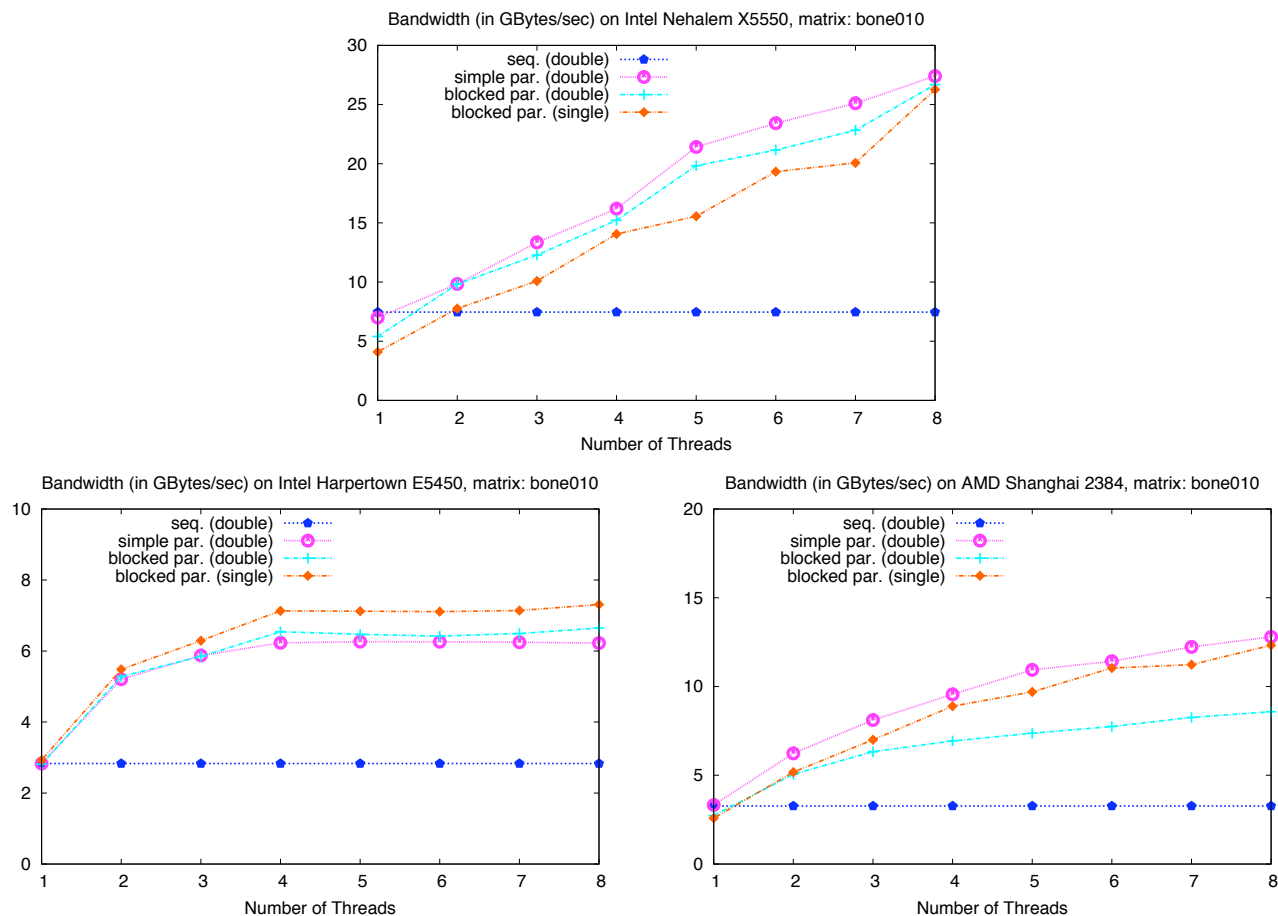 Bandwidth (in GBytes/sec) on Intel Nehalem X5550, matrix: bone010
30
25
20
15
10
5
0
seq. (double)
simple par. (double)
blocked par. (double)
blocked par. (single)
1 2 3 4 5 6 7 8
Number of Threads
Bandwidth (in GBytes/sec) on Intel Harpertown E5450, matrix: bone010
10
8
6
4
2
0
seq. (double)
simple par. (double)
blocked par. (double)
blocked par. (single)
1 2 3 4 5 6 7 8
Number of Threads
Bandwidth (in GBytes/sec) on AMD Shanghai 2384, matrix: bone010
20
15
10
5
0
seq. (double)
simple par. (double)
blocked par. (double)
blocked par. (single)
1 2 3 4 5 6 7 8
Number of Threads